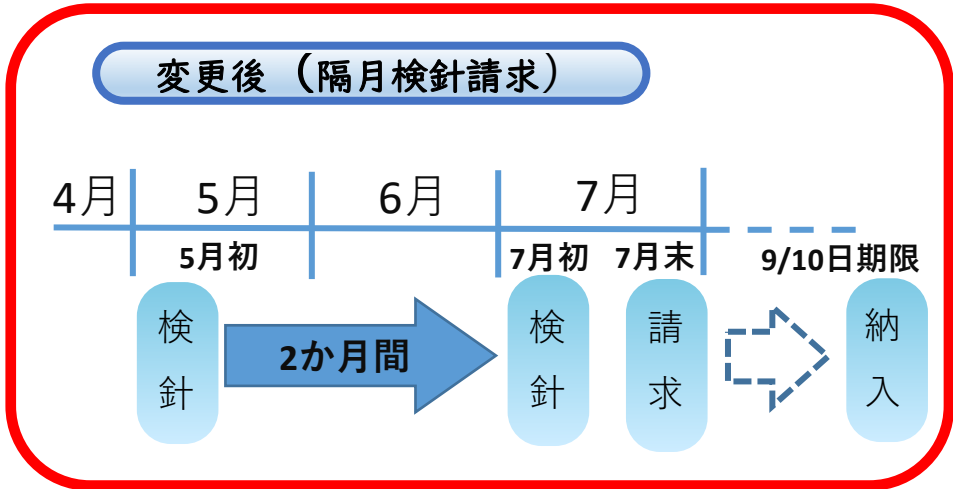 変更後（隔月検針請求）
4月 5月 6月 7月
5月初 7月初 7月末 9/10日期限
検針
2か月間
検針
請求
納入